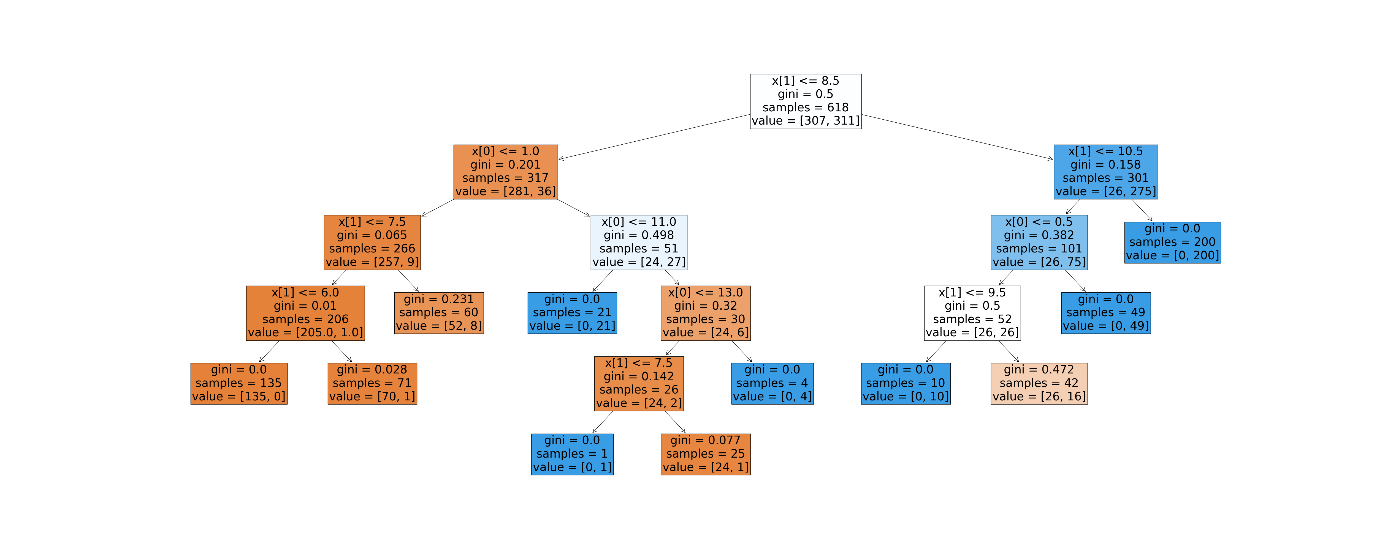 x[1] <= 8.5
gini = 0.5
samples = 618
value = [307, 311]
x[0] <= 1.0
gini = 0.201
samples = 317
value = [281, 36]
x[1] <= 10.5
gini = 0.158
samples = 301
value = [26, 275]
x[1] <= 7.5
gini = 0.065
samples = 266
value = [257, 9]
x[0] <= 11.0
gini = 0.498
samples = 51
value = [24, 27]
x[0] <= 0.5
gini = 0.382
samples = 101
value = [26, 75]
gini = 0.0
samples = 200
value = [0, 200]
x[1] <= 6.0
gini = 0.01
samples = 206
value = [205.0, 1.0]
gini = 0.231
samples = 60
value = [52, 8]
gini = 0.0
samples = 21
value = [0, 21]
x[0] <= 13.0
gini = 0.32
samples = 30
value = [24, 6]
x[1] <= 9.5
gini = 0.5
samples = 52
value = [26, 26]
gini = 0.0
samples = 49
value = [0, 49]
gini = 0.0
samples = 135
value = [135, 0]
gini = 0.028
samples = 71
value = [70, 1]
x[1] <= 7.5
gini = 0.142
samples = 26
value = [24, 2]
gini = 0.0
samples = 4
value = [0, 4]
gini = 0.0
samples = 10
value = [0, 10]
gini = 0.472
samples = 42
value = [26, 16]
gini = 0.0
samples = 1
value = [0, 1]
gini = 0.077
samples = 25
value = [24, 1]